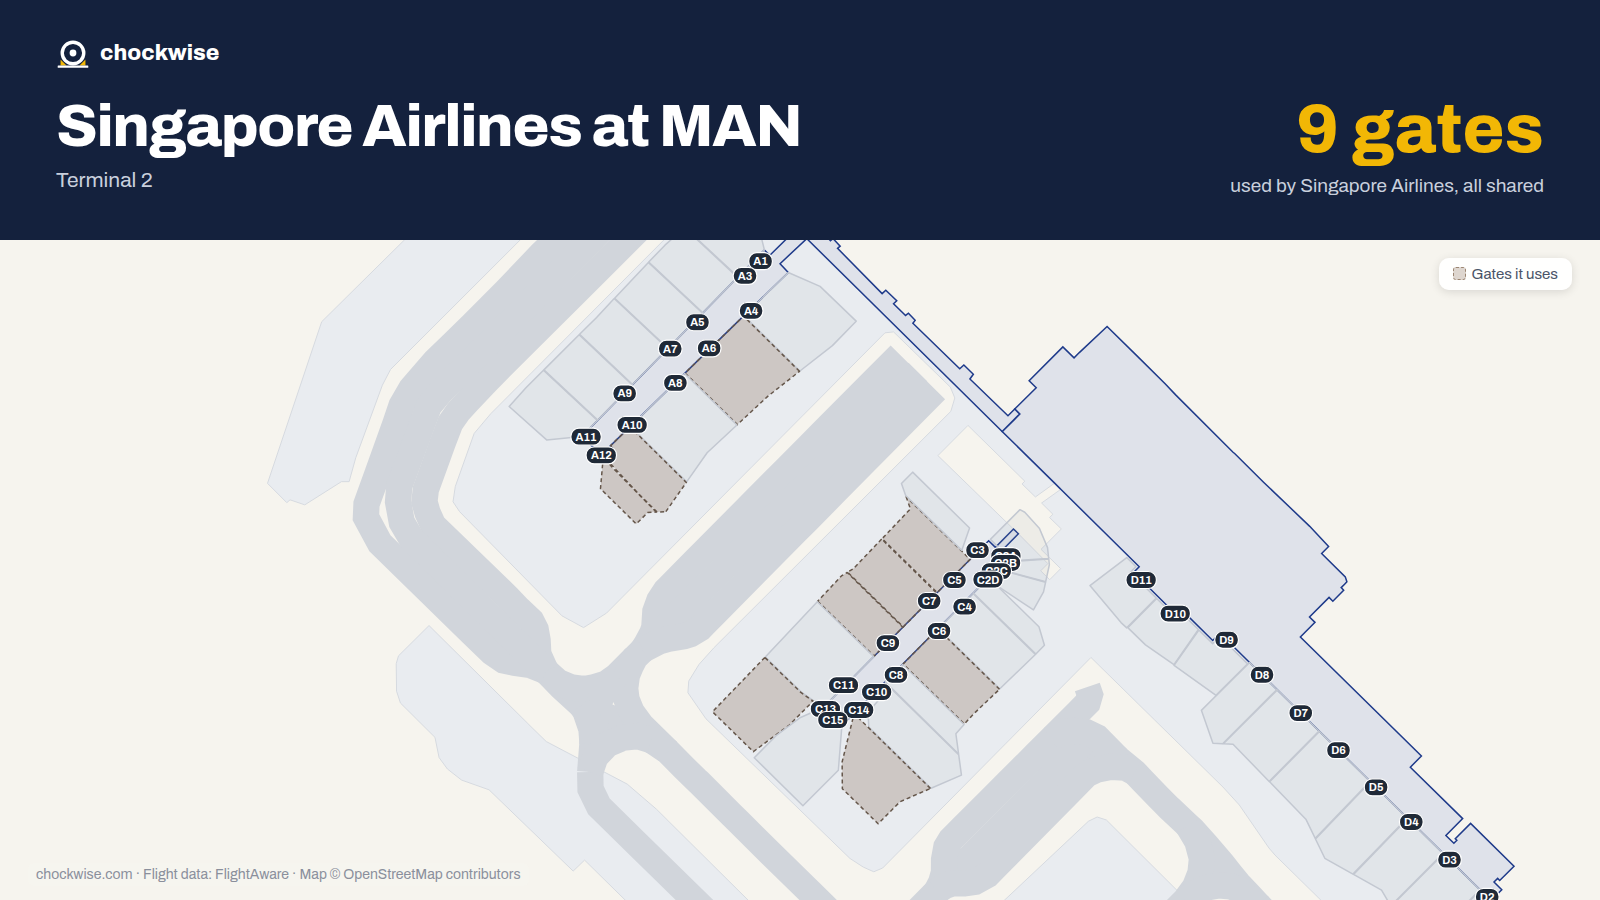 chockwise
Singapore Airlines at MAN
Terminal 2
9 gates
used by Singapore Airlines, all shared
Gates it uses
A1
A3
A4
A5
A7
A6
A8
A9
A10
A11
A12
C3
C2D
C5
C7
C4
C6
C9
C8
C11
C10
C13
C14
C15
D11
D10
D9
D8
D7
D6
D5
D4
D3
D2
chockwise.com · Flight data: FlightAware · Map © OpenStreetMap contributors